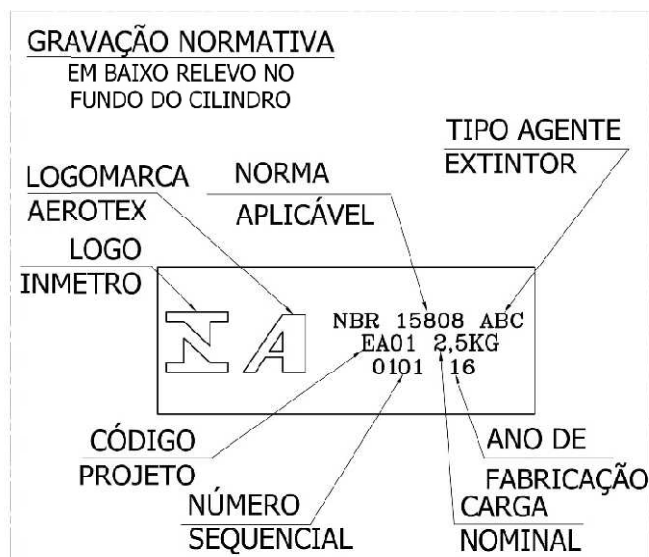 GRAVAÇÃO NORMATIVA
EM BAIXO RELEVO NO
FUNDO DO CILINDRO
TIPO AGENTE
EXTINTOR
LOGOMARCA
AEROTEX
NORMA
APLICÁVEL
LOGO
INMETRO
NBR 15808 ABC
EA01 2,5KG
0101 16
CÓDIGO
PROJETO
ANO DE
FABRICAÇÃO
NÚMERO
SEQUENCIAL
CARGA
NOMINAL